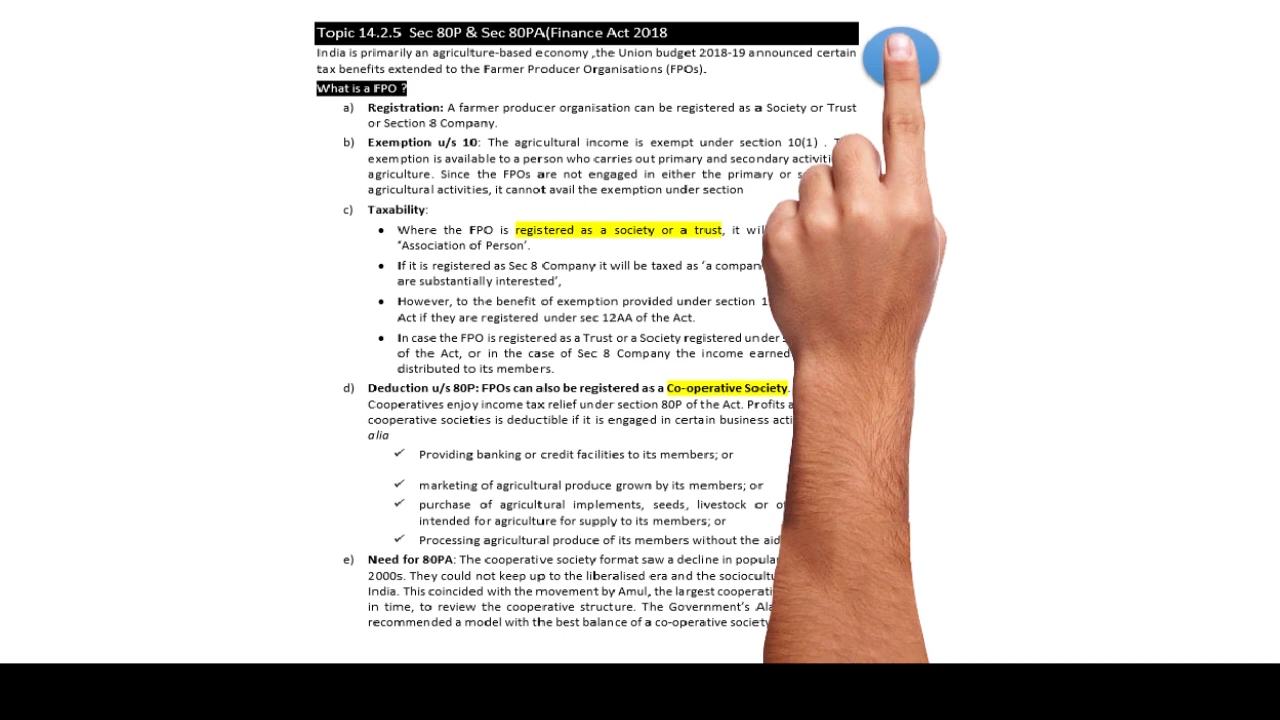 Topic 14.2.5 Sec 80P & Sec 80PA(Finance Act 2018
India is primarily an agriculture-based economy ,the Union budget 2018-19 announced certain
tax benefits extended to the Farmer Producer Organisations (FPOs).
What is a FPO ?
a) Registration: A farmer producer organisation can be registered as a Society or Trust
or Section 8 Company.
b) Exemption u/s 10: The agricultural income is exempt under section 10(1) .
exemption is available to a person who carries out primary and secondary
agriculture. Since the FPOs are not engaged in either the primary or
agricultural activities, it cannot avail the exemption under section
c) Taxability:
• Where the FPO is registered as a society or a trust, it
'Association of Person'.
• If it is registered as Sec 8 Company it will be taxed as 'a
are substantially interested',
• However, to the benefit of exemption provided under section
Act if they are registered under sec 12AA of the Act.
• In case the FPO is registered as a Trust or a Society registered under
of the Act, or in the case of Sec 8 Company the income earned
distributed to its members.
d) Deduction u/s 80P: FPOs can also be registered as a Co-operative Society.
Cooperatives enjoy income tax relief under section 80P of the Act. Profits
cooperative societies is deductible if it is engaged in certain business
alia
✓ Providing banking or credit facilities to its members; or
✓ marketing of agricultural produce grown by its members; or
✓ purchase of agricultural implements, seeds, livestock or
intended for agriculture for supply to its members; or
✓ Processing agricultural produce of its members without the aid
e) Need for 80PA: The cooperative society format saw a decline in
2000s. They could not keep up to the liberalised era and the
India. This coincided with the movement by Amul, the largest
in time, to review the cooperative structure. The Government's
recommended a model with the best balance of a co-operative society